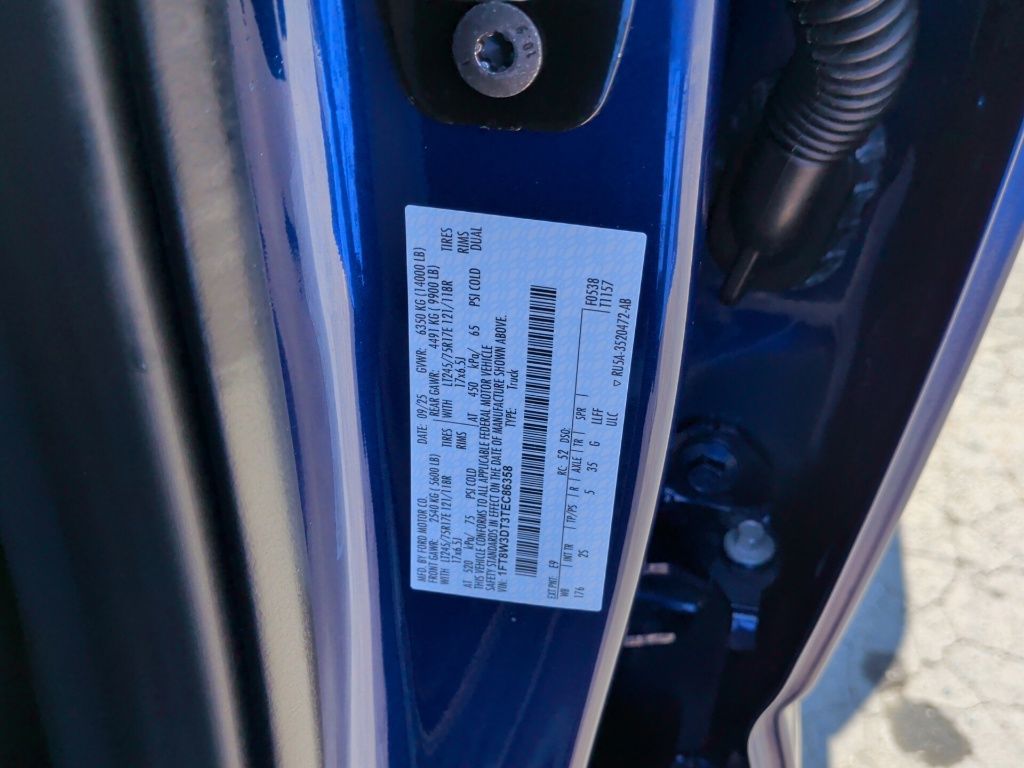 10.9
MFD. BY FORD MOTOR CO. DATE: 09/25 GVWR: 6350 KG (14000 LB)
FRONT GAWR: 2540 KG (5600 LB) REAR GAWR: 4491 KG (9900 LB)
WITH LT245/75R17E 121/118R TIRES WITH LT245/75R17E 121/118R TIRES
17x6.5J RIMS 17x6.5J RIMS
AT 520 kPa/ 75 PSI COLD AT 450 kPa/ 65 PSI COLD DUAL
THIS VEHICLE CONFORMS TO ALL APPLICABLE FEDERAL MOTOR VEHICLE
SAFETY STANDARDS IN EFFECT ON THE DATE OF MANUFACTURE SHOWN ABOVE.
VIN: 1FT8W3DT3TEC86358 TYPE: Truck
EXT PNT: E9 RC: 52 DSO: F0538
WB INT TR TP/PS R AXLE TR SPR T1157
176 25 5 35 G LFF
ULC ▽ RU5A-3520472-AB